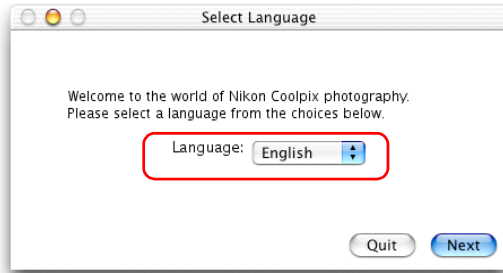 Select Language
Welcome to the world of Nikon Coolpix photography.
Please select a language from the choices below.
Language: English
Quit Next